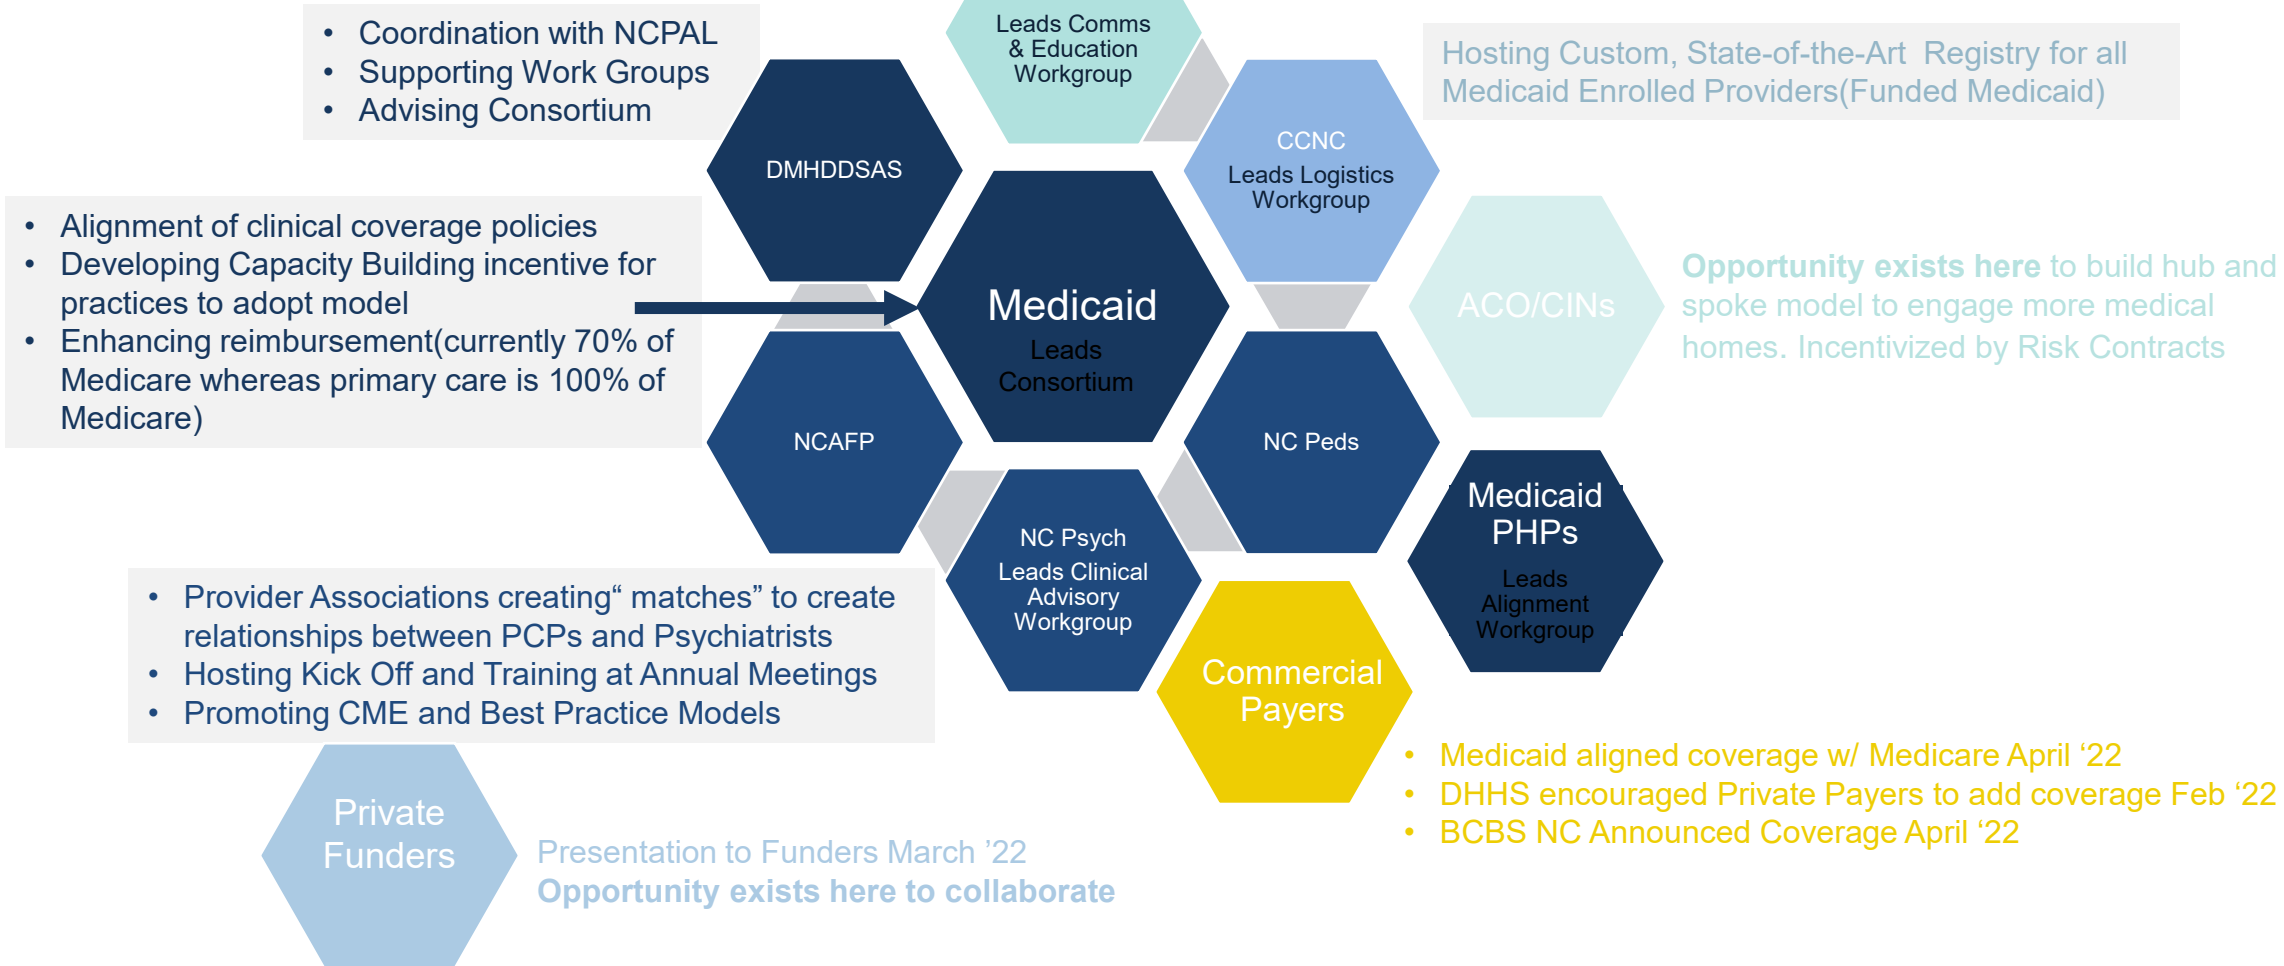 • Coordination with NCPAL
• Supporting Work Groups
• Advising Consortium
Leads Comms
& Education
Workgroup
Hosting Custom, State-of-the-Art  Registry for all
Medicaid Enrolled Providers(Funded Medicaid)
DMHDDSAS
CCNC
Leads Logistics
Workgroup
• Alignment of clinical coverage policies
• Developing Capacity Building incentive for
practices to adopt model
• Enhancing reimbursement(currently 70% of
Medicare whereas primary care is 100% of
Medicare)
Medicaid
Leads
Consortium
ACO/CINs
Opportunity exists here to build hub and
spoke model to engage more medical
homes. Incentivized by Risk Contracts
NCAFP
NC Peds
NC Psych
Leads Clinical
Advisory
Workgroup
Medicaid
PHPs
Leads
Alignment
Workgroup
• Provider Associations creating“ matches” to create
relationships between PCPs and Psychiatrists
• Hosting Kick Off and Training at Annual Meetings
• Promoting CME and Best Practice Models
Commercial
Payers
• Medicaid aligned coverage w/ Medicare April ‘22
• DHHS encouraged Private Payers to add coverage Feb ‘22
• BCBS NC Announced Coverage April ‘22
Private
Funders
Presentation to Funders March ’22
Opportunity exists here to collaborate